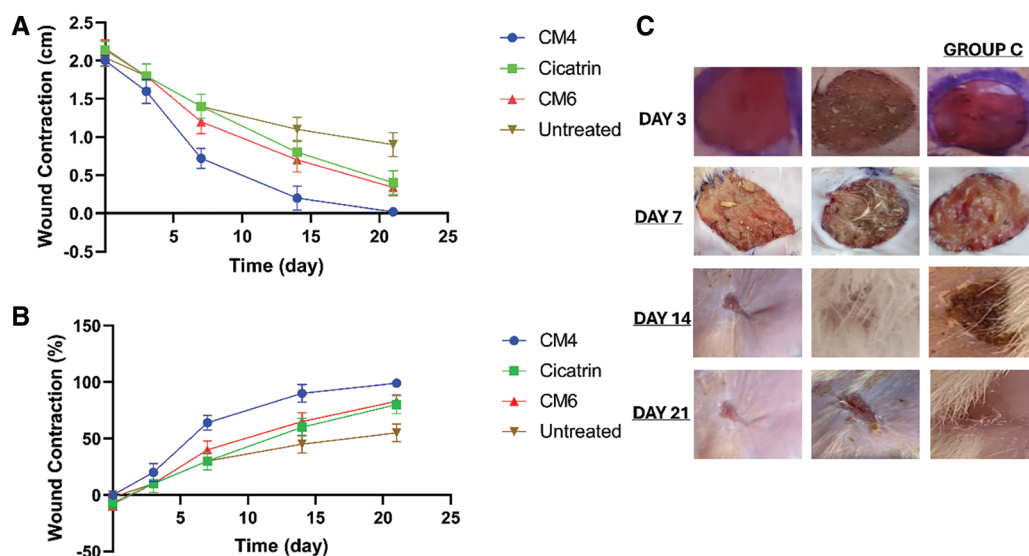 A
Wound Contraction (cm)
2.5
2.0
1.5
1.0
0.5
0.0
-0.5
5
10
15
20
25
Time (day)
CM4
Cicatrin
CM6
Untreated
B
Wound Contraction (%)
150
100
50
0
-50
0
5
10
15
20
25
Time (day)
CM4
Cicatrin
CM6
Untreated
C
GROUP C
DAY 3
DAY 7
DAY 14
DAY 21